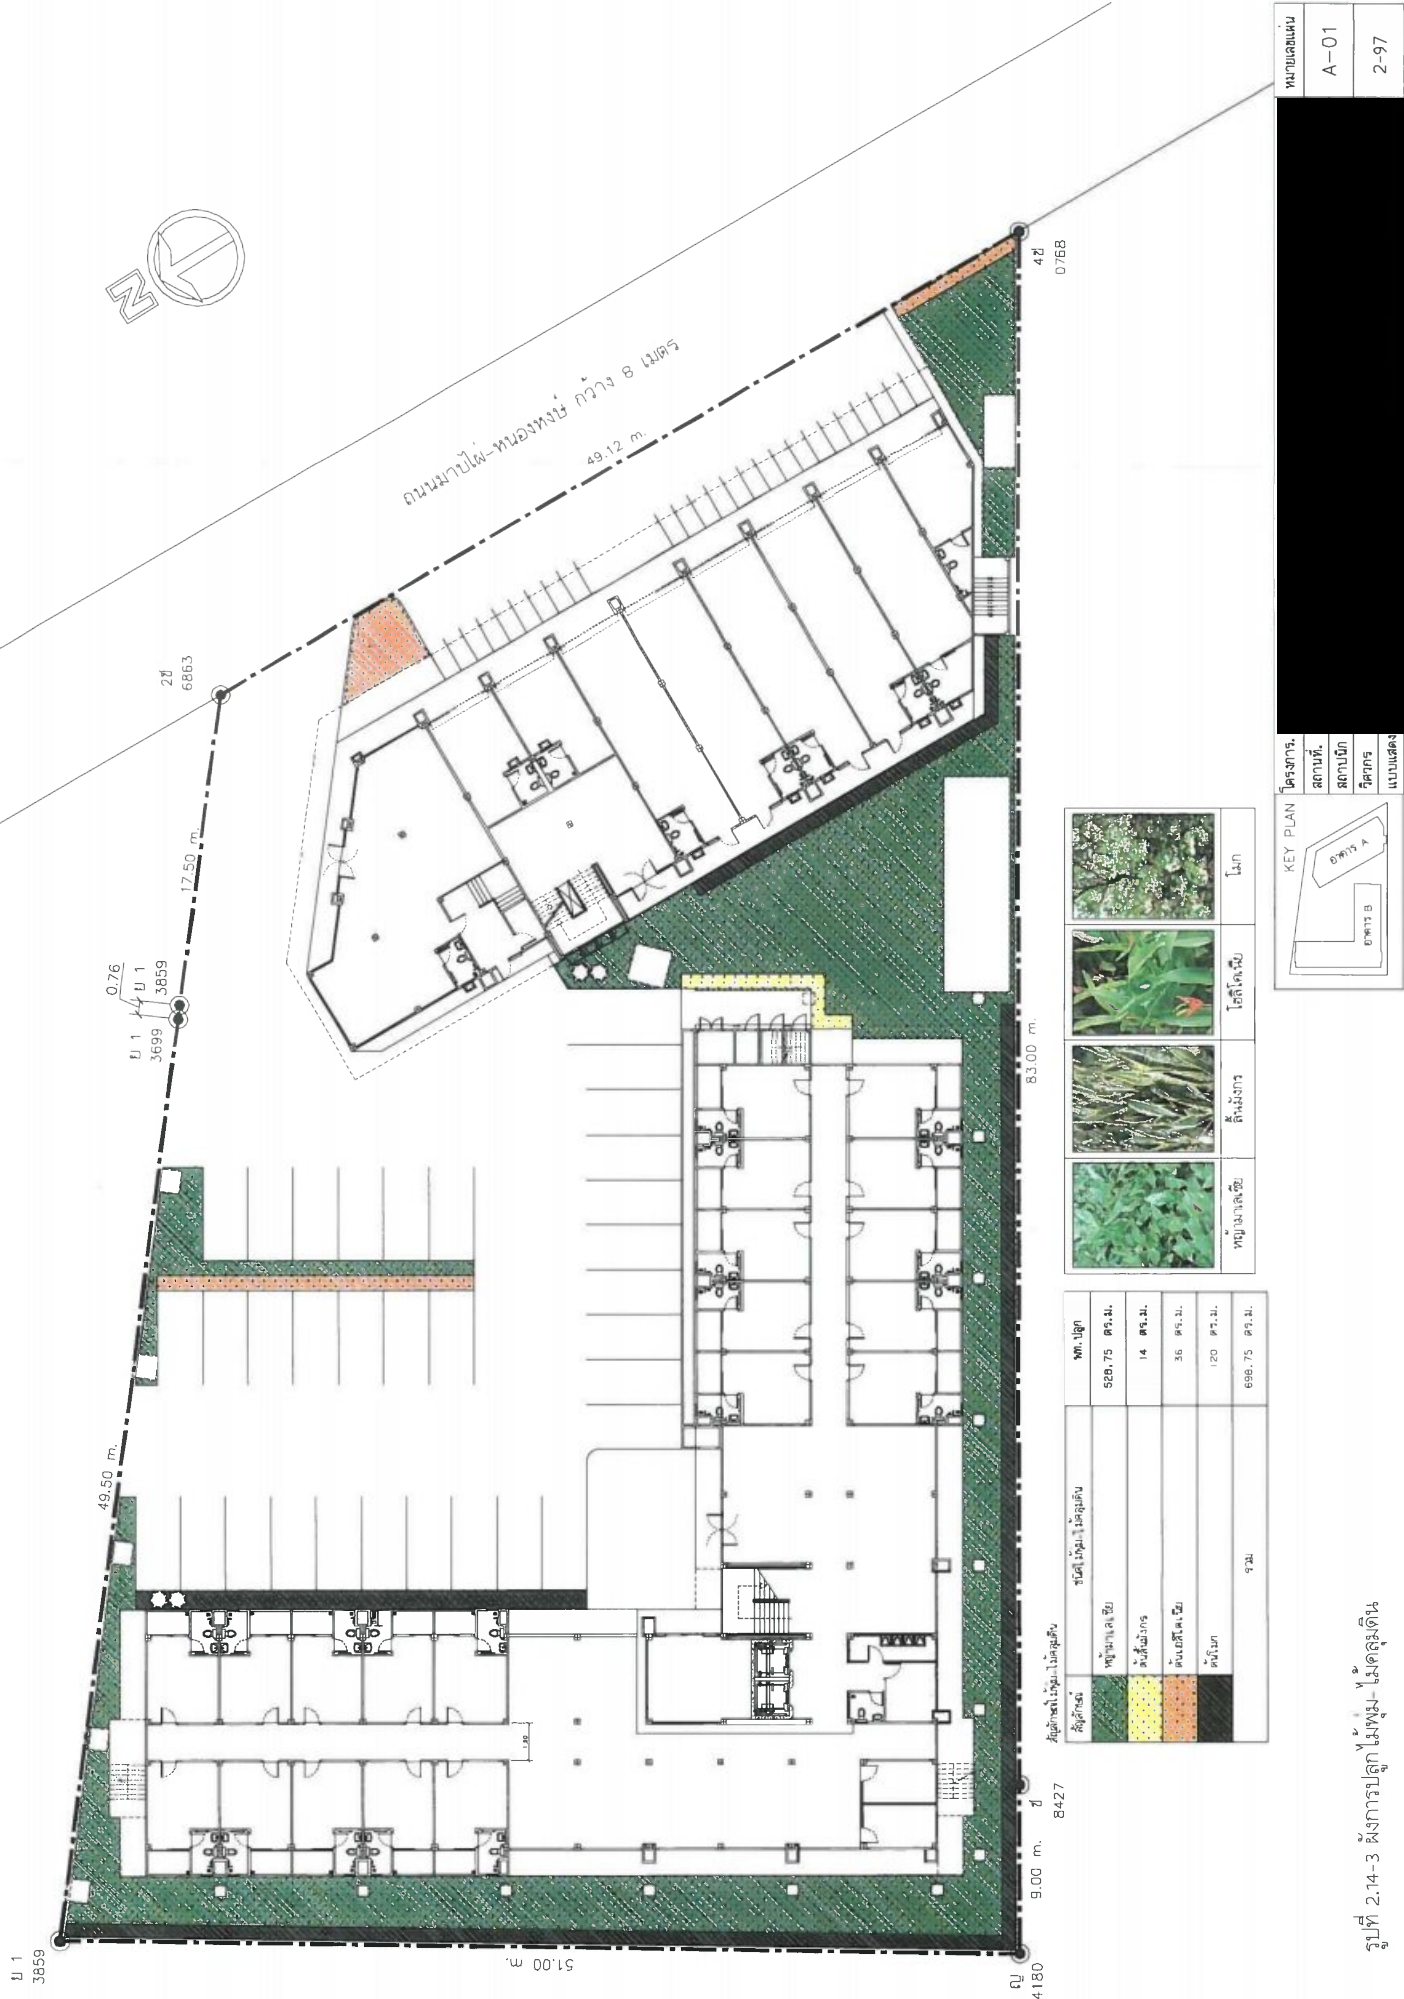 ย 1
3859
49.50 m.
ย 1
3699
0.76
ย 1
3859
17.50 m.
2ข
6863
ถนนมาบไผ่-หนองหงษ์ กว้าง 8 เมตร
49.12 m.
4ข
0768
83.00 m.
ข
8427
9.00 m.
ญ
4180
51.00 m.
1.50
N
สัญลักษณ์ไม้พุ่ม-ไม้คลุมดิน
สัญลักษณ์ ชนิดไม้พุ่ม-ไม้คลุมดิน พท.ปลูก
หญ้ามาเลเซีย 528.75 ตร.ม.
ต้นลิ้นมังกร 14 ตร.ม.
ต้นเฮลิโคเนีย 36 ตร.ม.
ต้นโมก 120 ตร.ม.
รวม 698.75 ตร.ม.
หญ้ามาเลเซีย ลิ้นมังกร เฮลิโคเนีย โมก
KEY PLAN
อาคาร A
อาคาร B
โครงการ.
สถานที่.
สถาปนิก
วิศวกร
แบบแสดง
หมายเลขแผ่น
A-01
2-97
รูปที่ 2.14-3 ผังการปลูกไม้พุ่ม-ไม้คลุมดิน